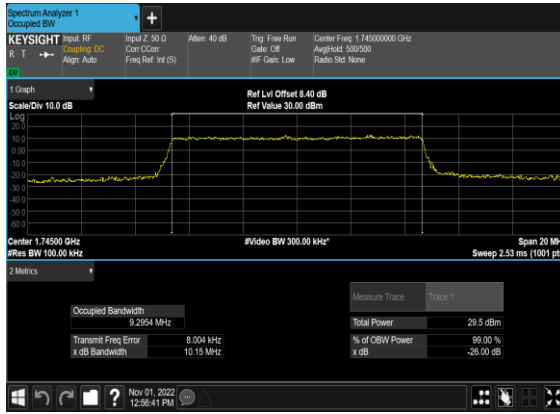 Spectrum Analyzer 1
Occupied BW
+
KEYSIGHT Input: RF Input Z: 50 Ω Atten: 40 dB Trig: Free Run Center Freq: 1.745000000 GHz
R T Coupling: DC Corr CCorr Gate: Off Avg|Hold: 500/500
Align: Auto Freq Ref: Int (S) #IF Gain: Low Radio Std: None
LXI
1 Graph
Ref Lvl Offset 8.40 dB
Scale/Div 10.0 dB Ref Value 30.00 dBm
Log
20.0
10.0
0.00
-10.0
-20.0
-30.0
-40.0
-50.0
-60.0
Center 1.74500 GHz #Video BW 300.00 kHz* Span 20 MH
#Res BW 100.00 kHz Sweep 2.53 ms (1001 pt
2 Metrics
Measure Trace Trace 1
Occupied Bandwidth
9.2954 MHz Total Power 29.5 dBm
Transmit Freq Error 8.004 kHz % of OBW Power 99.00 %
x dB Bandwidth 10.15 MHz x dB -26.00 dB
? Nov 01, 2022
12:56:41 PM